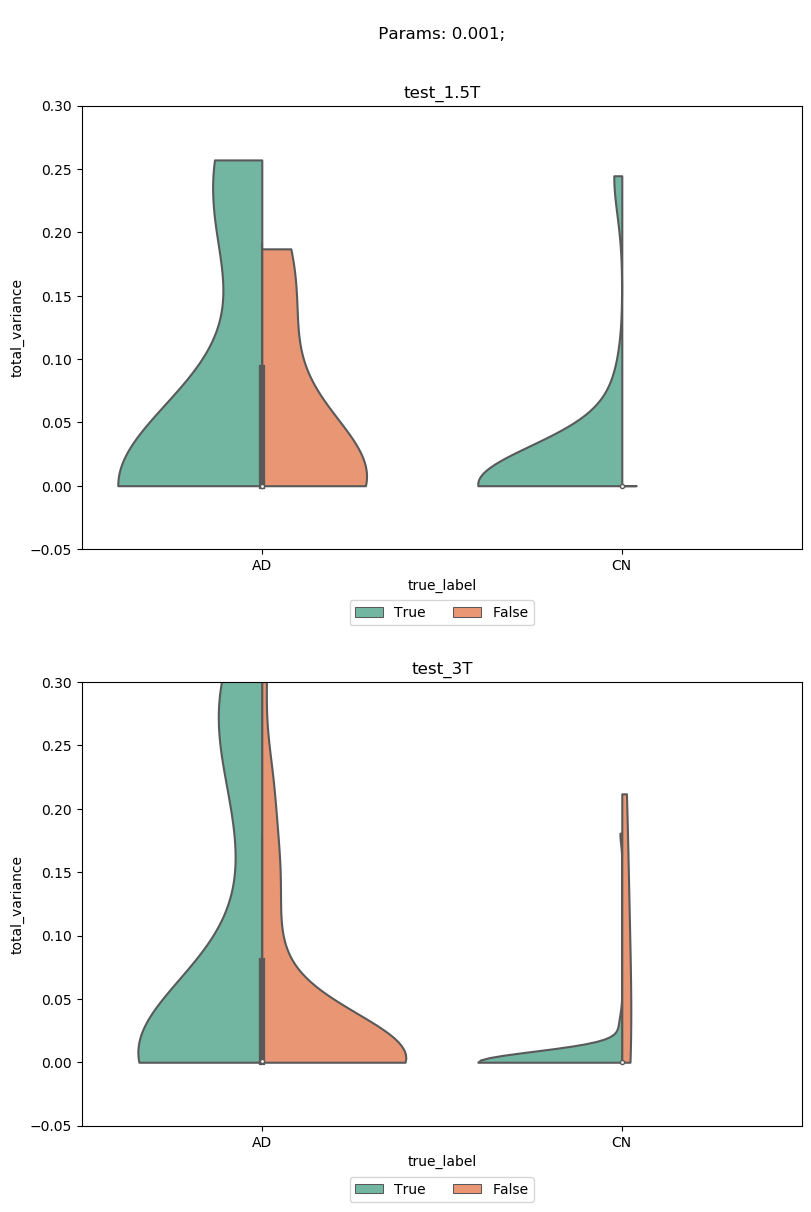 Params: 0.001;
test_1.5T
0.30
0.25
0.20
0.15
0.10
0.05
0.00
−0.05
total_variance
AD CN
true_label
True False
test_3T
0.30
0.25
0.20
0.15
0.10
0.05
0.00
−0.05
total_variance
AD CN
true_label
True False